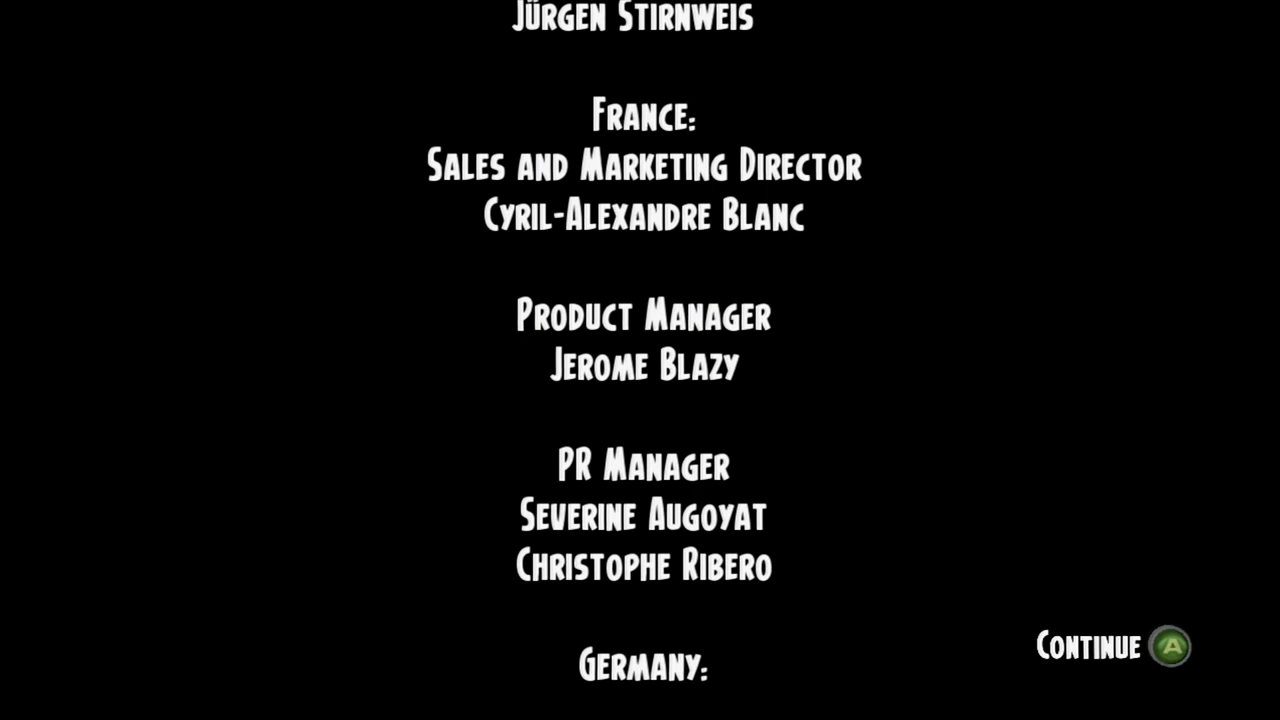 Jürgen Stirnweis
France:
Sales and Marketing Director
Cyril-Alexandre Blanc
Product Manager
Jerome Blazy
PR Manager
Severine Augoyat
Christophe Ribero
Continue A
Germany: